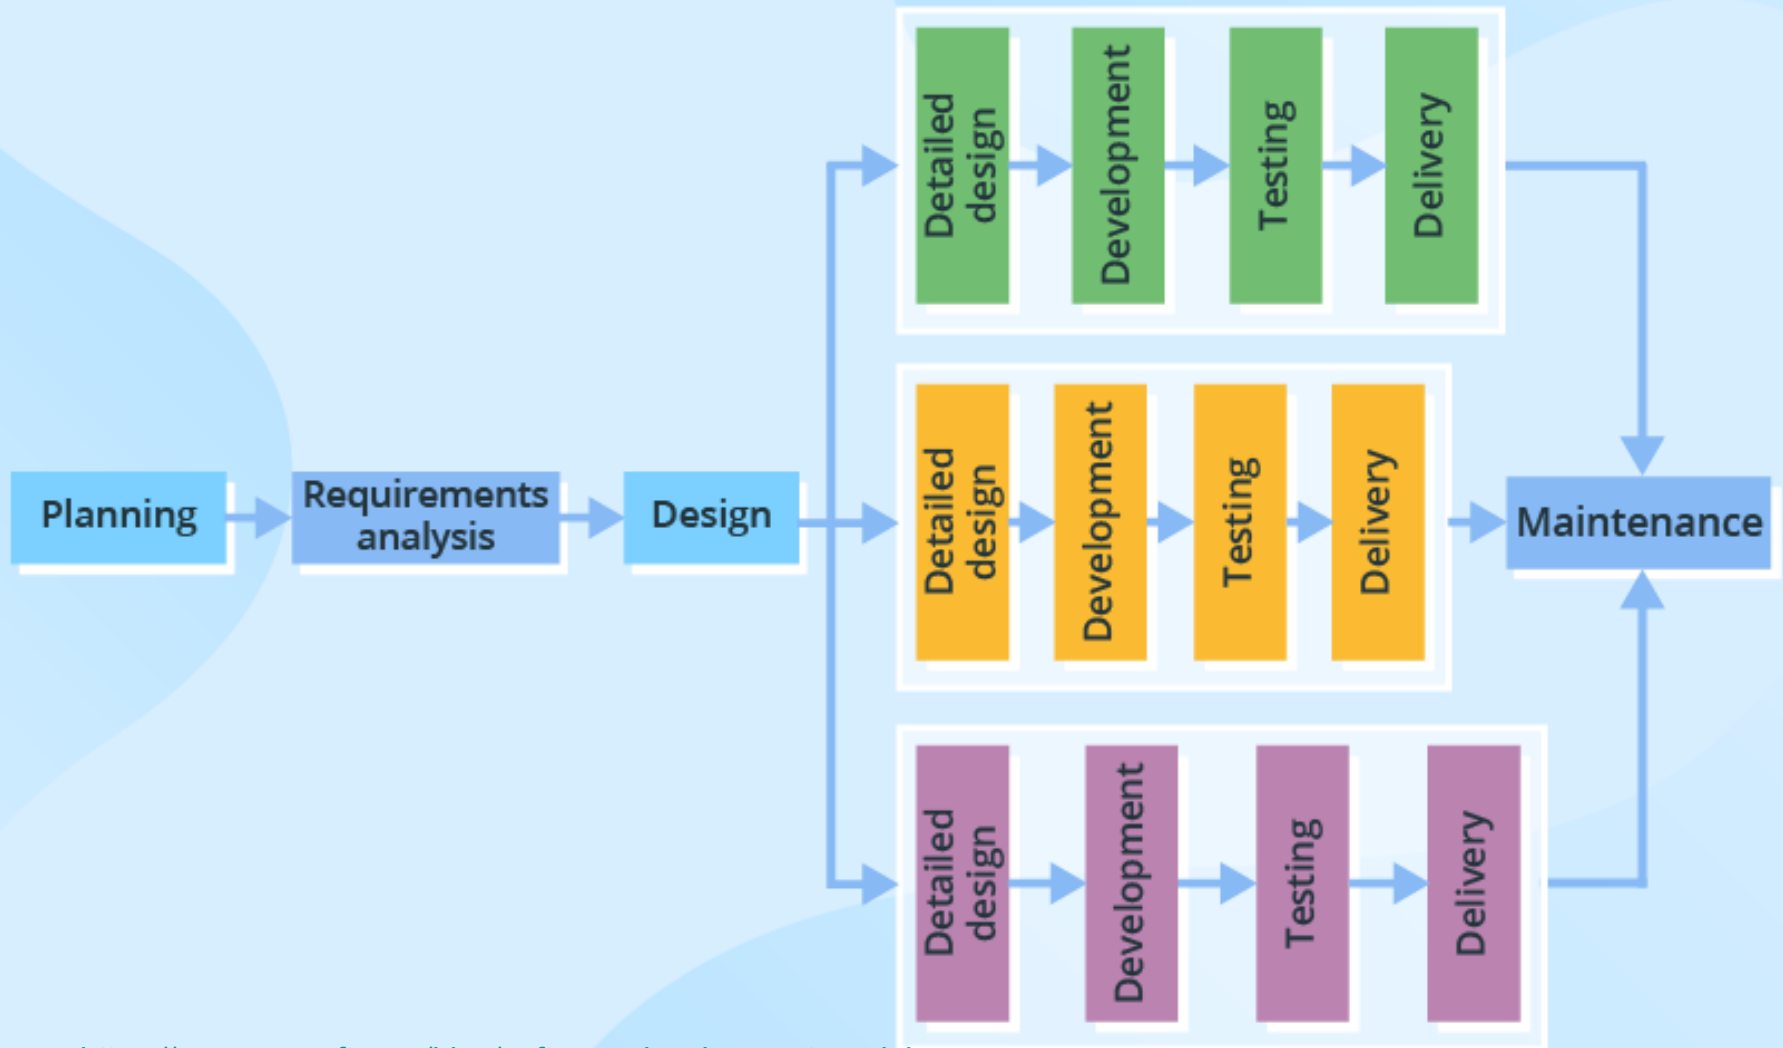 Planning
Requirements
analysis
Design
Detailed
design
Development
Testing
Delivery
Detailed
design
Development
Testing
Delivery
Detailed
design
Development
Testing
Delivery
Maintenance